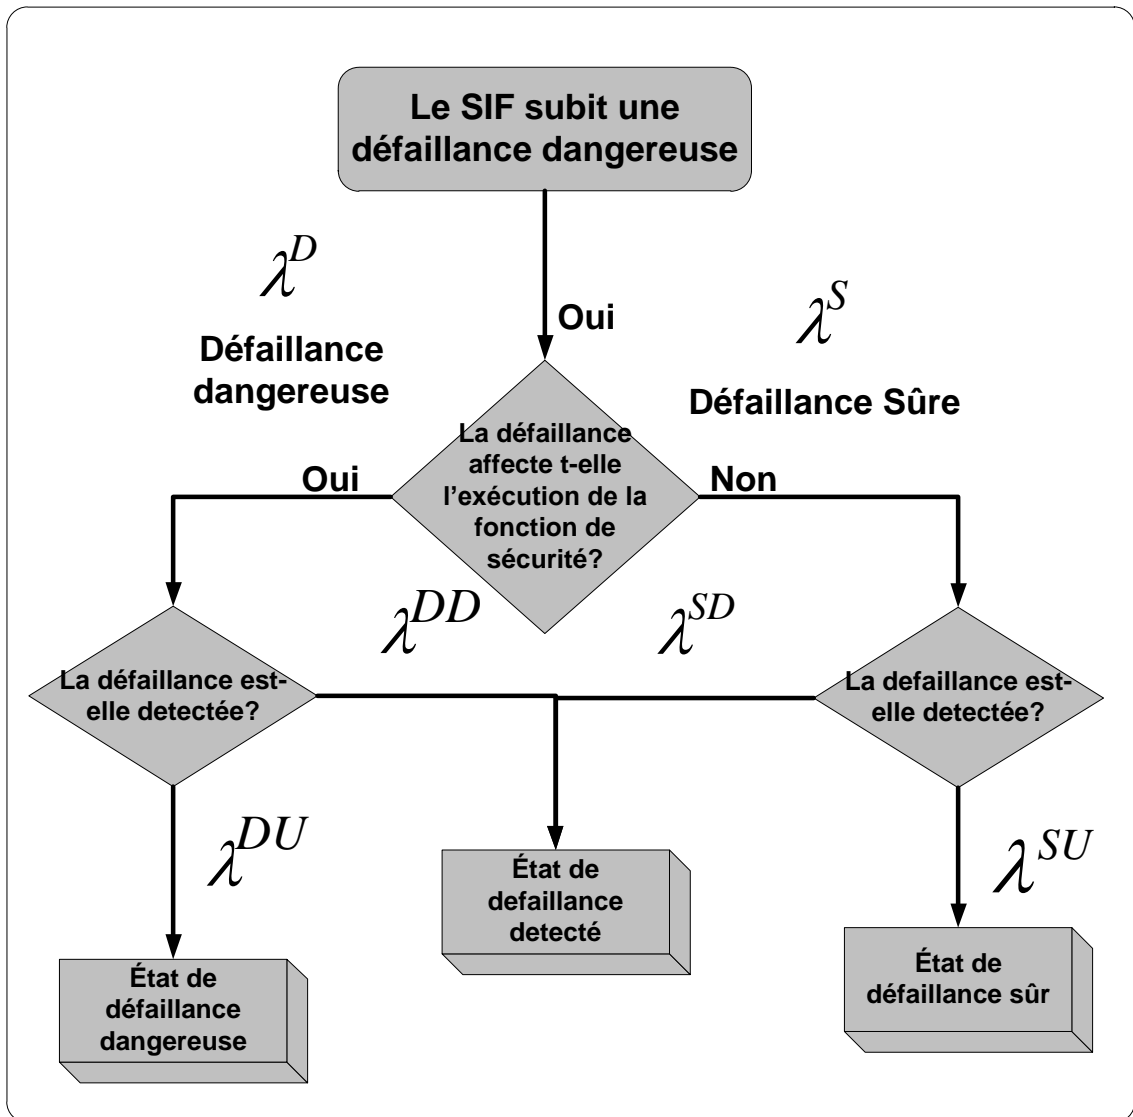 Le SIF subit une
défaillance dangereuse
λ^D
Oui
λ^S
Défaillance
dangereuse
Défaillance Sûre
La défaillance
affecte t-elle
l’exécution de la
fonction de
sécurité?
Oui
Non
λ^DD
λ^SD
La défaillance est-
elle detectée?
La defaillance est-
elle detectée?
λ^DU
État de
defaillance
detecté
λ^SU
État de
défaillance
dangereuse
État de
défaillance sûr